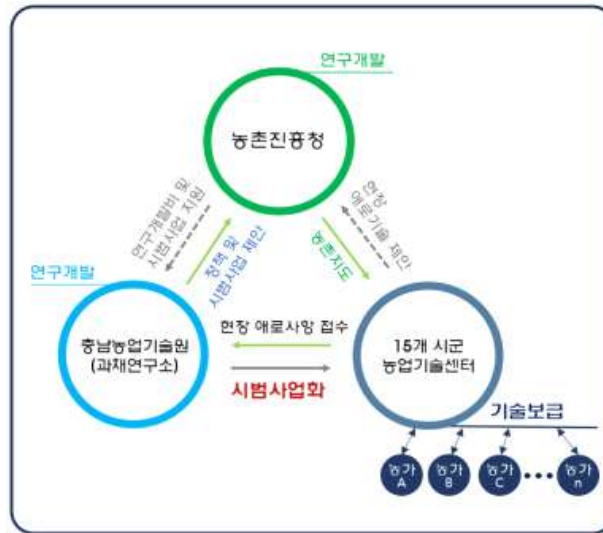 연구개발
농촌진흥청
연구개발비 및
시범사업 지원
정책 및
시범사업 제안
현장
애로기술 제안
농촌지도
연구개발
충남농업기술원
(과채연구소)
현장 애로사항 접수
시범사업화
15개 시군
농업기술센터
기술보급
농가
A
농가
B
농가
C
농가
n